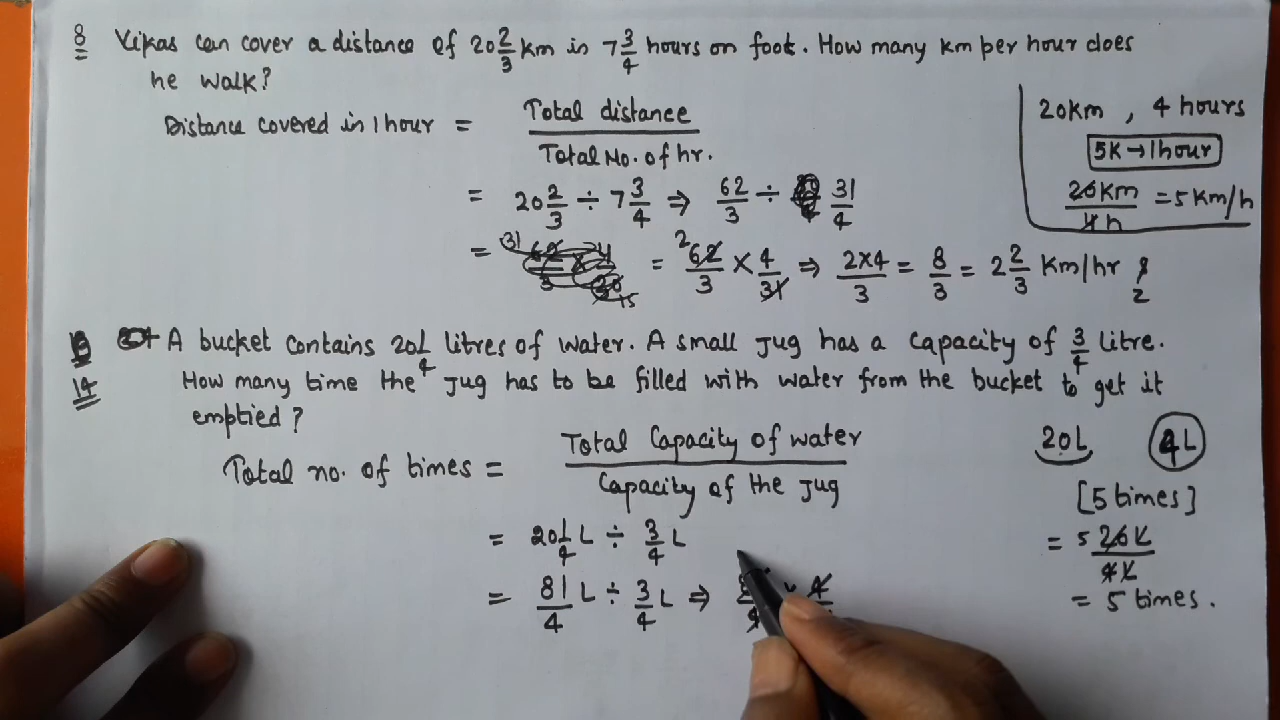 8 Vikas can cover a distance of 20 2/3 km in 7 3/4 hours on foot. How many km per hour does
he walk?
Distance covered in 1 hour = Total distance / Total No. of hr.
= 20 2/3 ÷ 7 3/4 ⇒ 62/3 ÷ 31/4
= = 62/3 × 4/31 ⇒ 2×4/3 = 8/3 = 2 2/3 km/hr
20km , 4 hours
5K→1hour
20km/4h = 5km/h
14 A bucket contains 20 1/4 litres of water. A small jug has a capacity of 3/4 litre.
How many time the jug has to be filled with water from the bucket to get it
emptied?
Total no. of times = Total Capacity of water / Capacity of the jug
= 20 1/4 L ÷ 3/4 L
= 81/4 L ÷ 3/4 L ⇒
20L 4L
[5 times]
= 5 20L/4L
= 5 times.